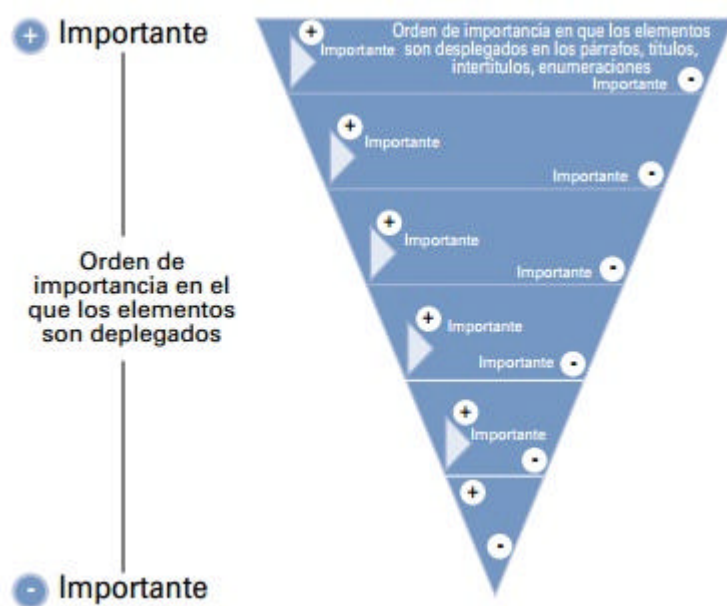 + Importante
Orden de
importancia en el
que los elementos
son deplegados
- Importante
Orden de importancia en que los elementos
son desplegados en los párrafos, títulos,
intertítulos, enumeraciones
+
Importante
Importante -
+
Importante
Importante -
+
Importante
Importante -
+
Importante
Importante -
+
Importante
-
+
-